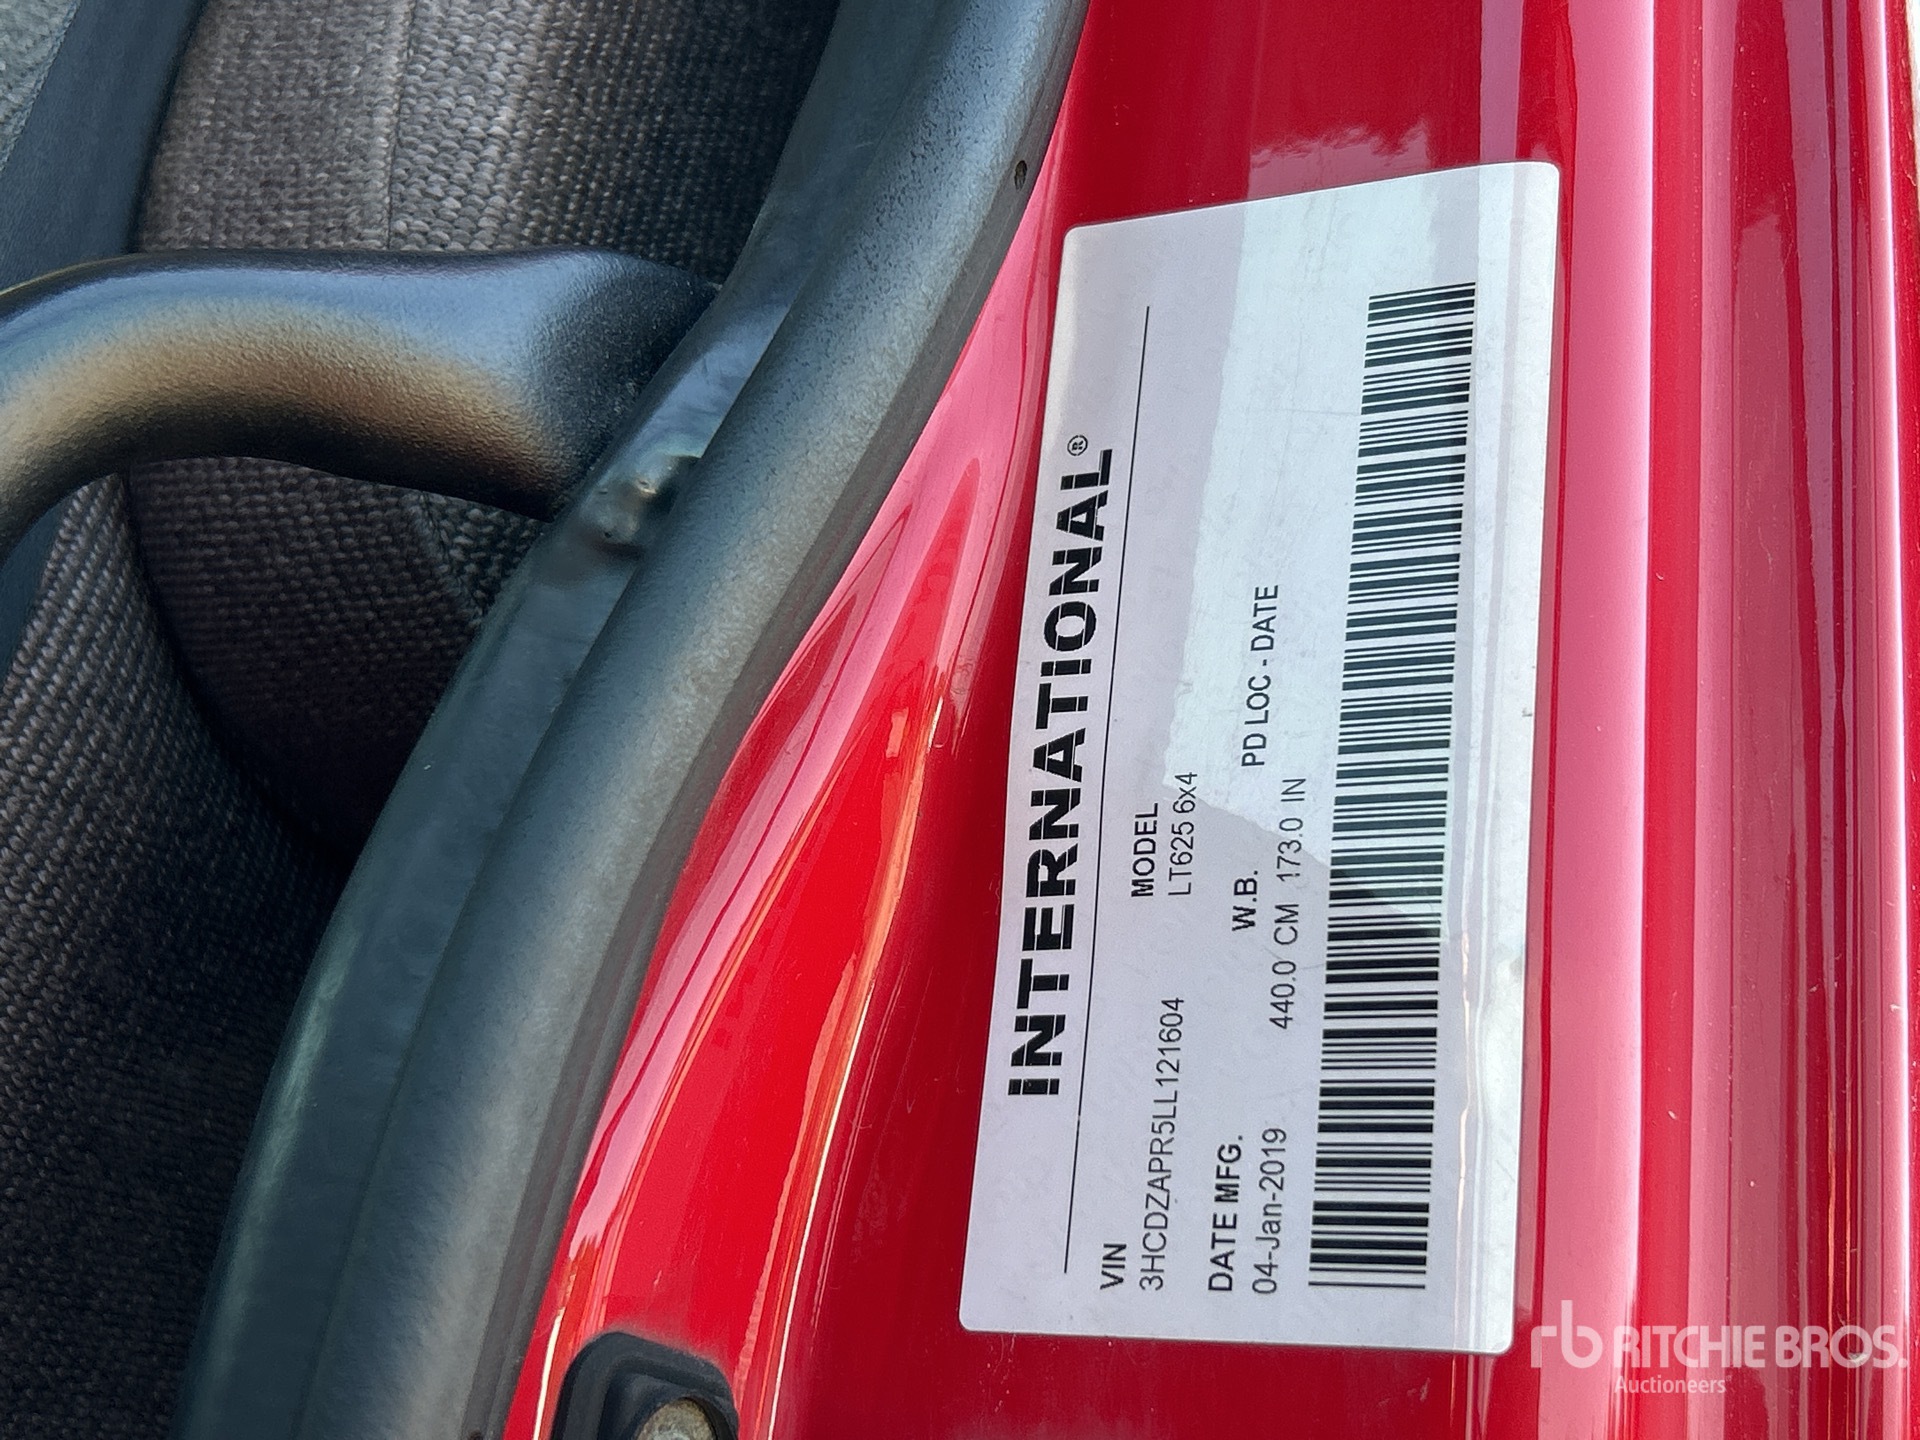 INTERNATIONAL®
VIN
3HCDZAPR5LL121604
MODEL
LT625 6x4
DATE MFG.
04-Jan-2019
W.B.
440.0 CM 173.0 IN
PD LOC - DATE
rb RITCHIE BROS.
Auctioneers